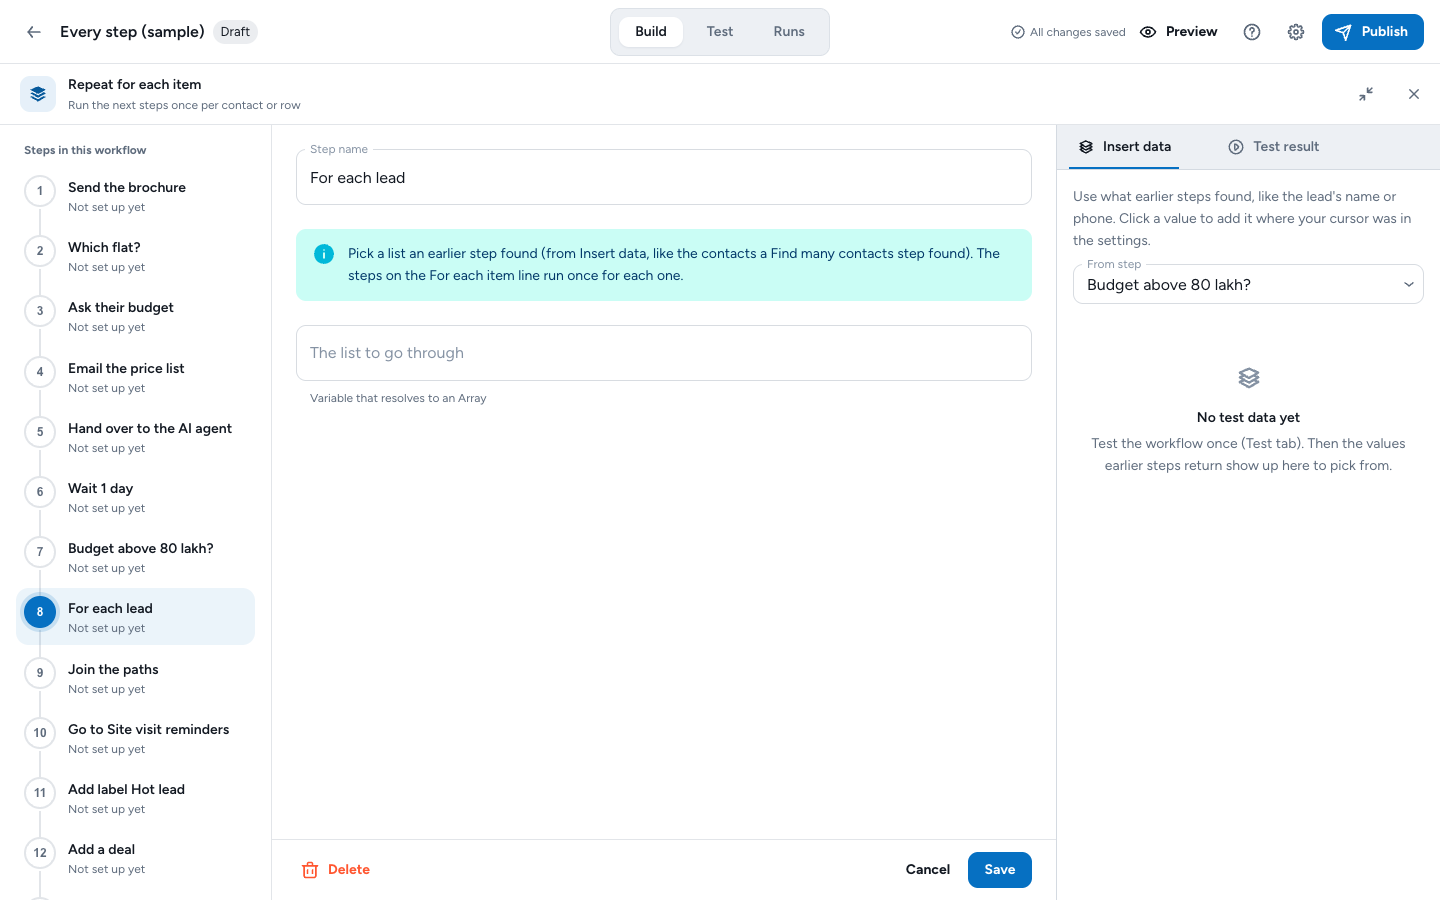 Every step (sample)
Draft
Build
Test
Runs
All changes saved
Preview
Publish
Repeat for each item
Run the next steps once per contact or row
Steps in this workflow
1
Send the brochure
Not set up yet
2
Which flat?
Not set up yet
3
Ask their budget
Not set up yet
4
Email the price list
Not set up yet
5
Hand over to the AI agent
Not set up yet
6
Wait 1 day
Not set up yet
7
Budget above 80 lakh?
Not set up yet
8
For each lead
Not set up yet
9
Join the paths
Not set up yet
10
Go to Site visit reminders
Not set up yet
11
Add label Hot lead
Not set up yet
12
Add a deal
Not set up yet
Step name
For each lead
Pick a list an earlier step found (from Insert data, like the contacts a Find many contacts step found). The
steps on the For each item line run once for each one.
The list to go through
Variable that resolves to an Array
Delete
Cancel
Save
Insert data
Test result
Use what earlier steps found, like the lead's name or
phone. Click a value to add it where your cursor was in
the settings.
From step
Budget above 80 lakh?
No test data yet
Test the workflow once (Test tab). Then the values
earlier steps return show up here to pick from.